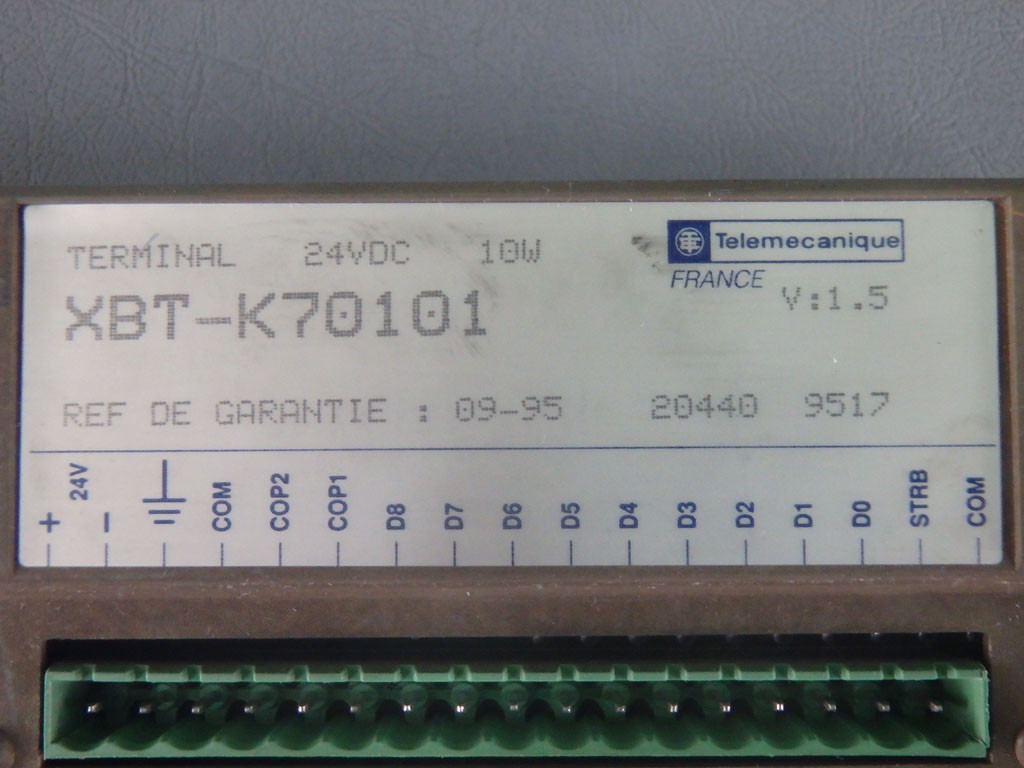 TERMINAL 24VDC 10W
Telemecanique
FRANCE
XBT-K70101
V:1.5
REF DE GARANTIE : 09-95 20440 9517
+ 24V - COM COP2 COP1 D8 D7 D6 D5 D4 D3 D2 D1 D0 STRB COM